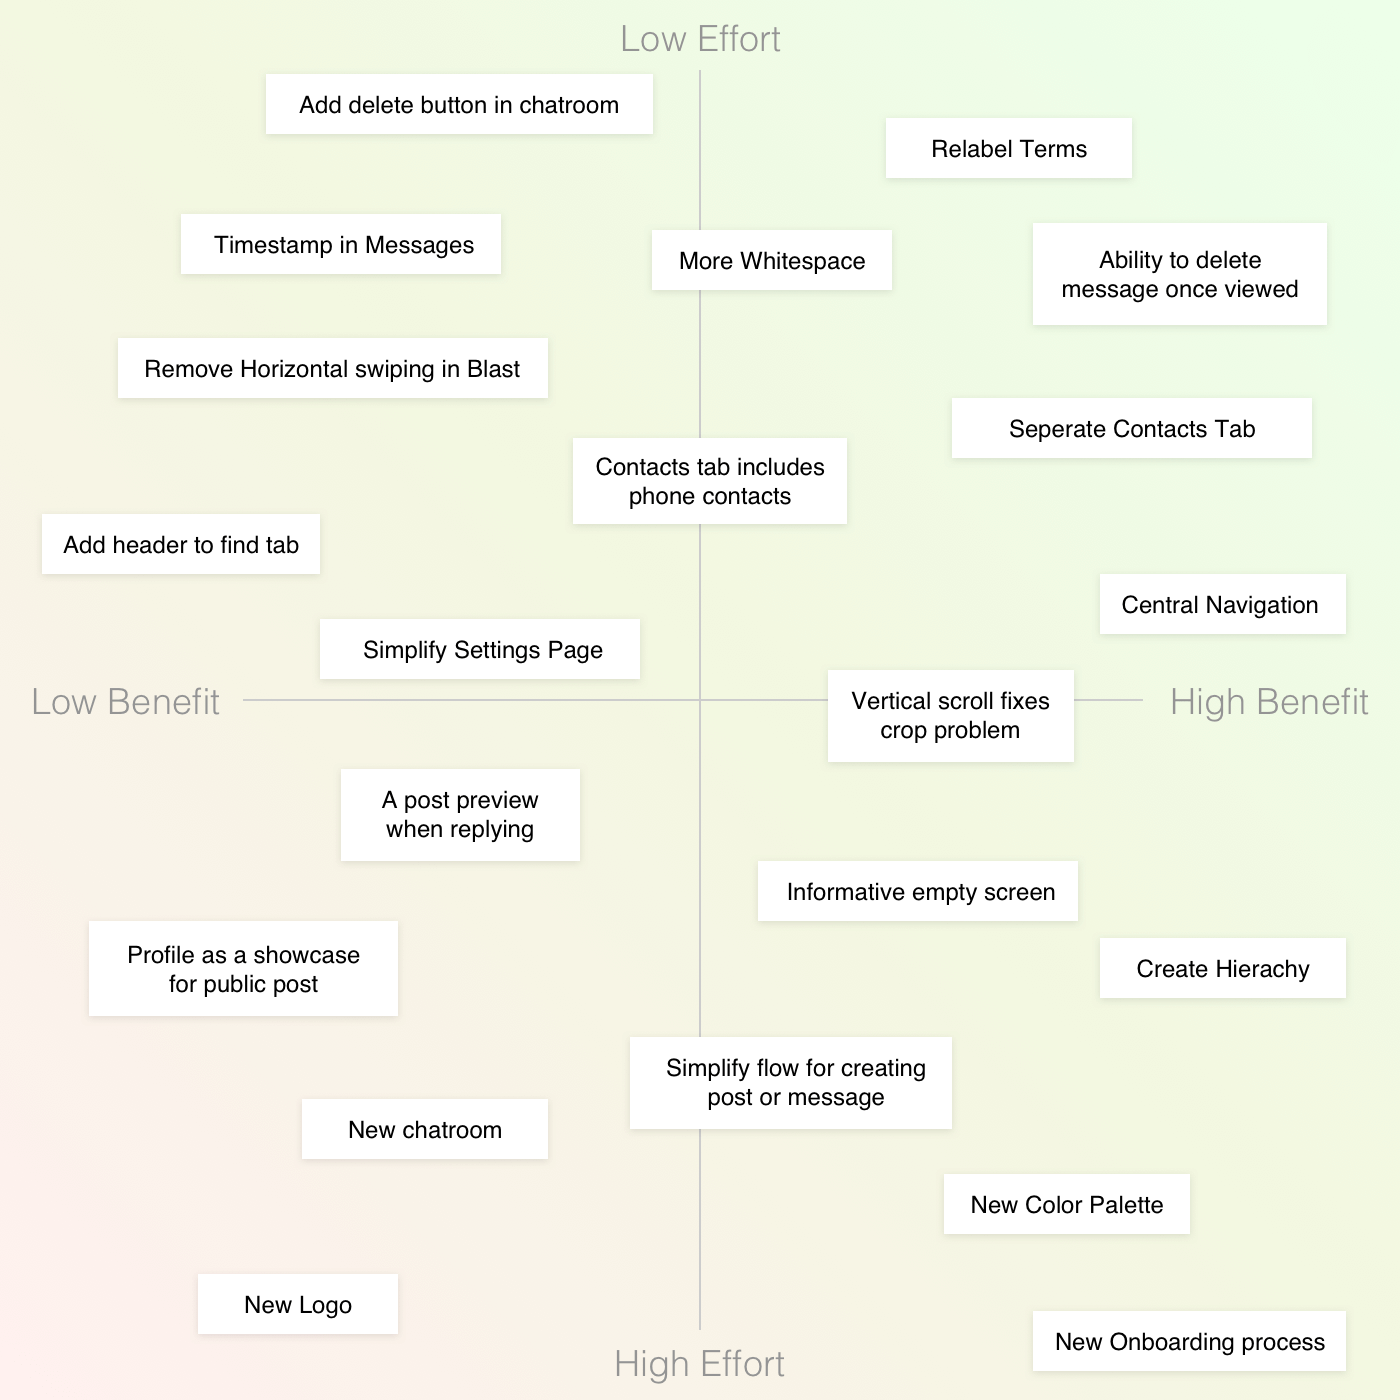 Low Effort
Add delete button in chatroom
Relabel Terms
Timestamp in Messages
More Whitespace
Ability to delete
message once viewed
Remove Horizontal swiping in Blast
Seperate Contacts Tab
Contacts tab includes
phone contacts
Add header to find tab
Central Navigation
Simplify Settings Page
Low Benefit
Vertical scroll fixes
crop problem
High Benefit
A post preview
when replying
Informative empty screen
Profile as a showcase
for public post
Create Hierachy
Simplify flow for creating
post or message
New chatroom
New Color Palette
New Logo
New Onboarding process
High Effort